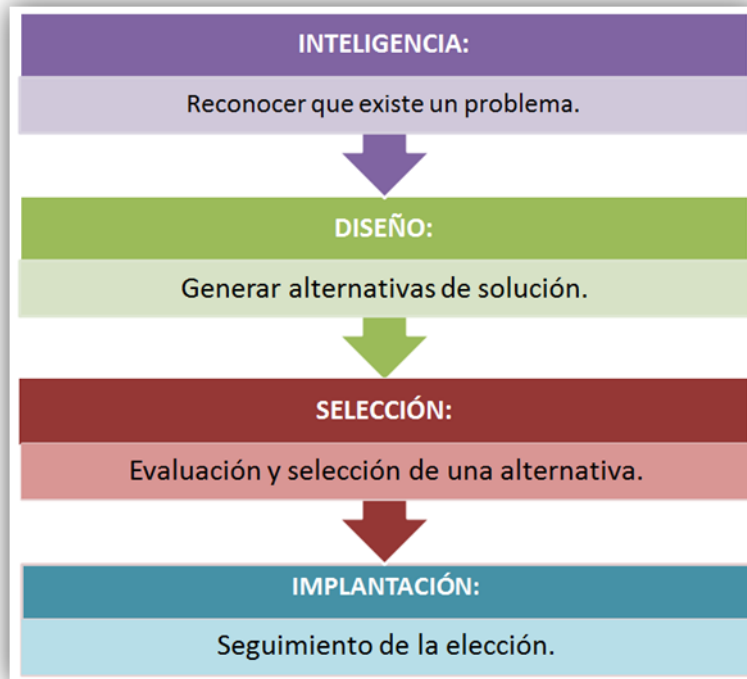 INTELIGENCIA:
Reconocer que existe un problema.
DISEÑO:
Generar alternativas de solución.
SELECCIÓN:
Evaluación y selección de una alternativa.
IMPLANTACIÓN:
Seguimiento de la elección.